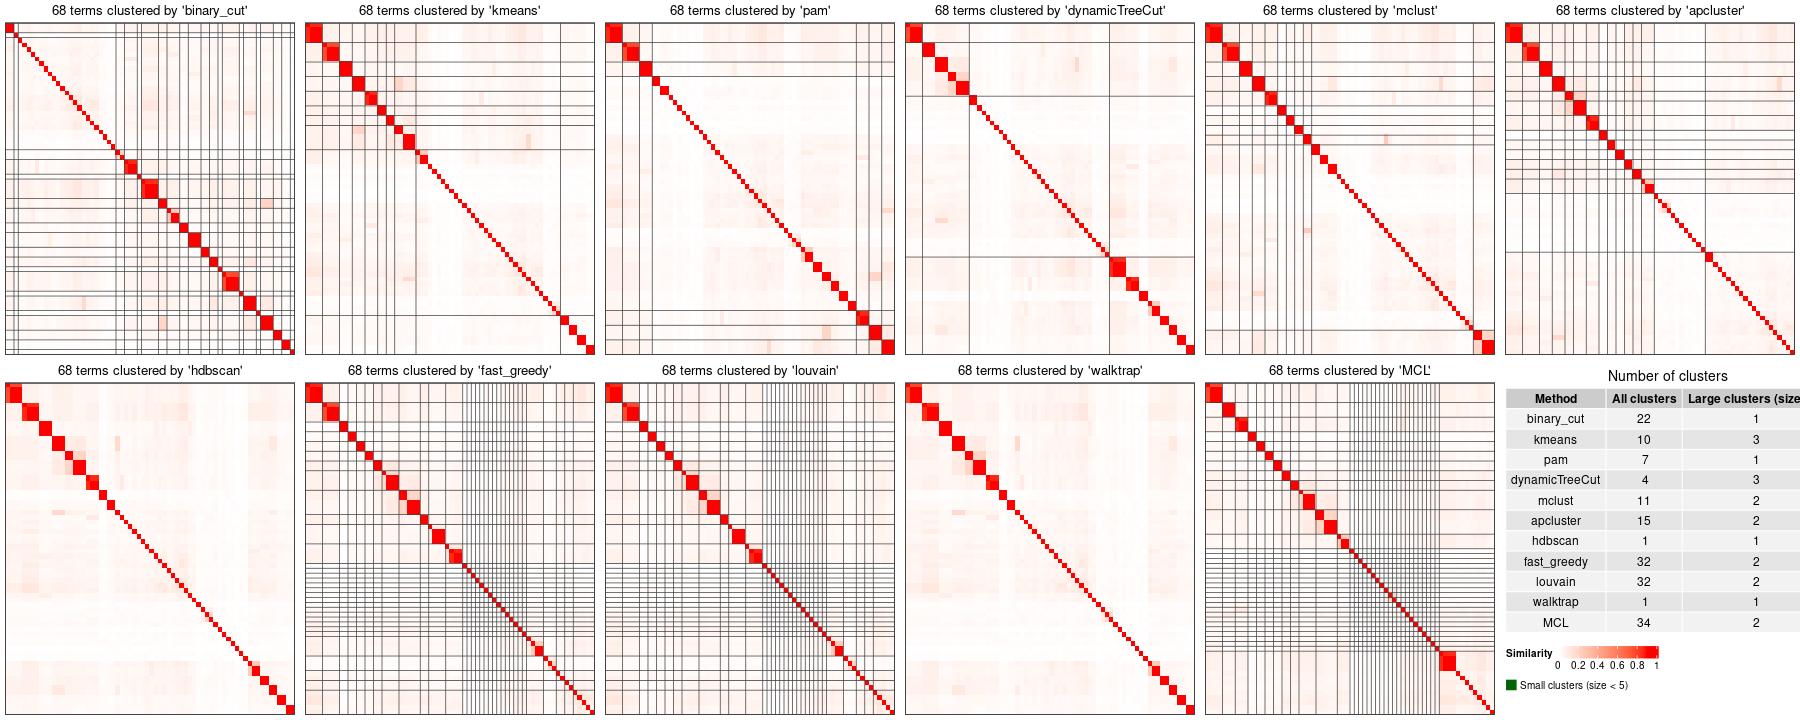 68 terms clustered by 'binary_cut'
68 terms clustered by 'kmeans'
68 terms clustered by 'pam'
68 terms clustered by 'dynamicTreeCut'
68 terms clustered by 'mclust'
68 terms clustered by 'apcluster'
68 terms clustered by 'hdbscan'
68 terms clustered by 'fast_greedy'
68 terms clustered by 'louvain'
68 terms clustered by 'walktrap'
68 terms clustered by 'MCL'
Number of clusters
Method All clusters Large clusters (size
binary_cut 22 1
kmeans 10 3
pam 7 1
dynamicTreeCut 4 3
mclust 11 2
apcluster 15 2
hdbscan 1 1
fast_greedy 32 2
louvain 32 2
walktrap 1 1
MCL 34 2
Similarity
0 0.2 0.4 0.6 0.8 1
Small clusters (size < 5)